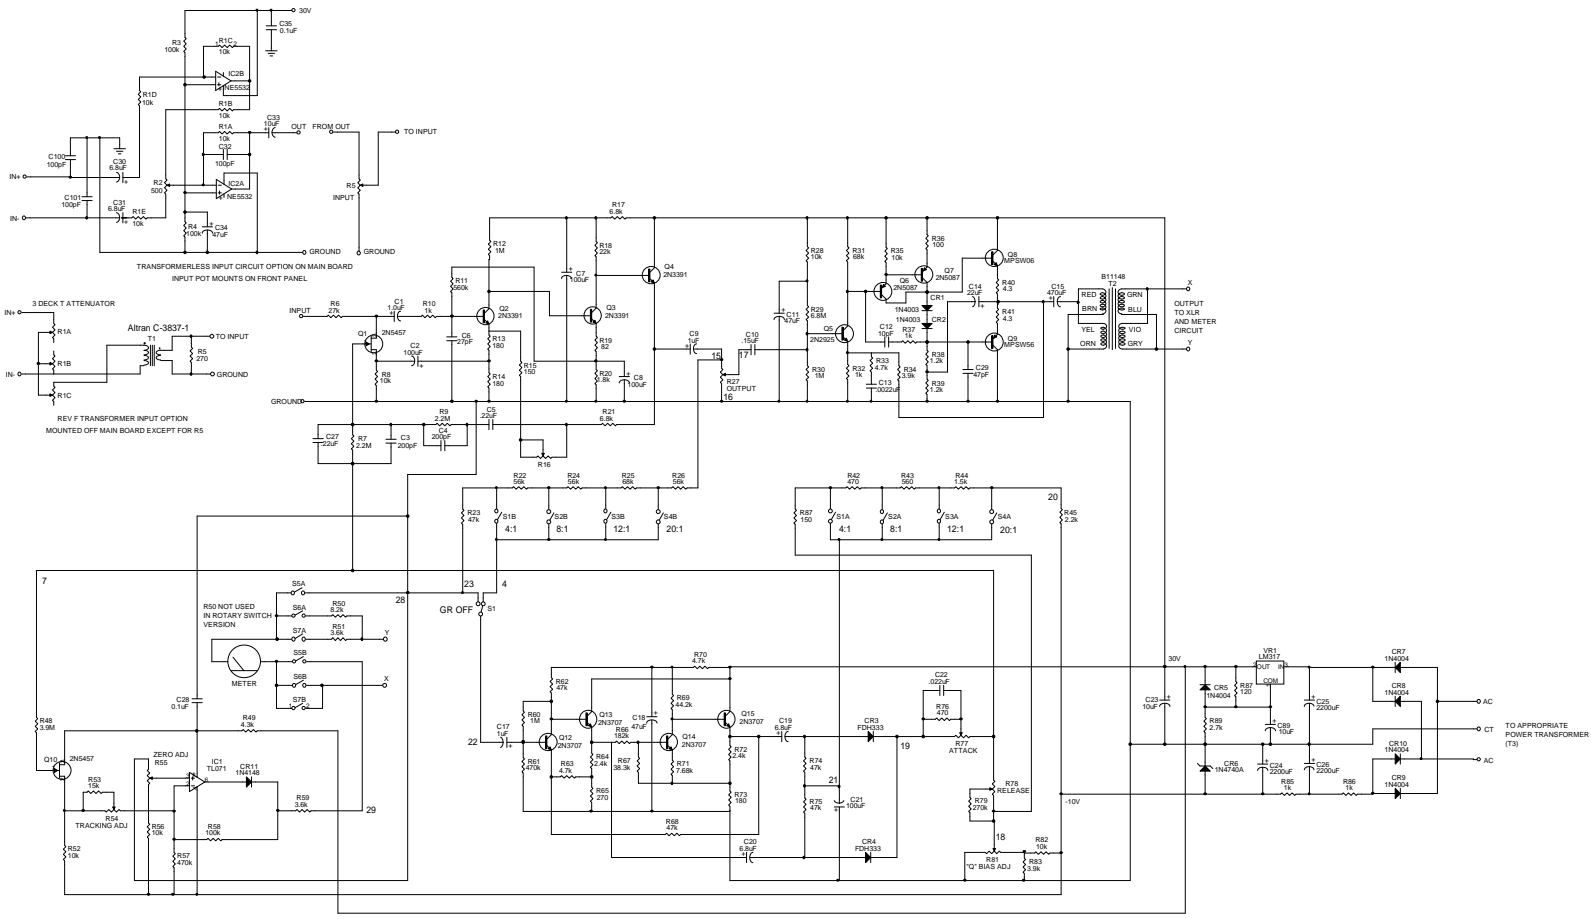 30V
C35
0.1uF
R3
100k
R1C
10k
IC2B
NE5532
R1D
10k
R1B
10k
C33
10uF
OUT
FROM OUT
TO INPUT
R1A
10k
C32
100pF
C100
100pF
C30
6.8uF
IN+
R2
500
IC2A
NE5532
R5
INPUT
C101
100pF
C31
6.8uF
R1E
10k
IN-
R4
100k
C34
47uF
GROUND
GROUND
TRANSFORMERLESS INPUT CIRCUIT OPTION ON MAIN BOARD
INPUT POT MOUNTS ON FRONT PANEL
3 DECK T ATTENUATOR
IN+
R1A
R1B
R1C
IN-
Altran C-3837-1
T1
TO INPUT
R5
270
GROUND
REV F TRANSFORMER INPUT OPTION
MOUNTED OFF MAIN BOARD EXCEPT FOR R5
R17
6.8k
R12
1M
R18
22k
Q4
2N3391
R11
560k
C7
100uF
INPUT
R6
27k
C1
1.0uF
R10
1k
Q2
2N3391
Q3
2N3391
Q1
2N5457
C6
27pF
R13
180
R19
82
C2
100uF
R15
150
R8
10k
R14
180
R20
1.8k
C8
100uF
C9
1uF
15
17
C10
.15uF
R27
OUTPUT
16
GROUND
R28
10k
R31
68k
R35
10k
R36
100
Q8
MPSW06
Q7
2N5087
Q6
2N5087
CR1
1N4003
1N4003
CR2
C14
22uF
R40
4.3
R41
4.3
C15
470uF
B11148
T2
RED
BRN
YEL
ORN
GRN
BLU
VIO
GRY
X
OUTPUT
TO XLR
AND METER
CIRCUIT
Y
R29
6.8M
C11
47uF
Q5
2N2925
C12
10pF
R37
1k
Q9
MPSW56
R38
1.2k
R30
1M
R32
1k
R33
4.7k
R34
3.9k
C13
.0022uF
R39
1.2k
C29
47pF
R9
2.2M
C5
.22uF
R21
6.8k
C27
.22uF
R7
2.2M
C3
200pF
C4
200pF
R16
R22
56k
R24
56k
R25
68k
R26
56k
R23
47k
S1B
4:1
S2B
8:1
S3B
12:1
S4B
20:1
R42
470
R43
560
R44
1.5k
20
R87
150
S1A
4:1
S2A
8:1
S3A
12:1
S4A
20:1
R45
2.2k
7
S5A
23
4
28
GR OFF
S1
R50 NOT USED
IN ROTARY SWITCH
VERSION
S6A
R50
8.2k
S7A
R51
3.6k
Y
S5B
METER
S6B
X
S7B
1 2
C28
0.1uF
R49
4.3k
R48
3.9M
Q10
2N5457
ZERO ADJ
R55
IC1
TL071
CR11
1N4148
R53
15k
R54
TRACKING ADJ
R59
3.6k
29
R56
10k
R58
100k
R52
10k
R57
470k
R70
4.7k
R62
47k
R69
44.2k
R60
1M
Q13
2N3707
C18
47uF
Q15
2N3707
C17
1uF
22
Q12
2N3707
R66
182k
Q14
2N3707
R61
470k
R63
4.7k
R64
2.4k
R67
38.3k
R71
7.68k
R72
2.4k
R65
270
R73
180
R68
47k
C22
.022uF
R76
470
C19
6.8uF
CR3
FDH333
19
R77
ATTACK
R74
47k
21
R75
47k
C21
100uF
R78
RELEASE
R79
270k
C20
6.8uF
CR4
FDH333
18
R82
10k
R81
"Q" BIAS ADJ
R83
3.9k
30V
C23
10uF
VR1
LM317
OUT
IN
COM
CR5
1N4004
R87
120
R89
2.7k
C89
10uF
C25
2200uF
CR7
1N4004
CR8
1N4004
AC
CT
TO APPROPRIATE
POWER TRANSFORMER
(T3)
CR10
1N4004
AC
CR6
1N4740A
C24
2200uF
C26
2200uF
R85
1k
R86
1k
CR9
1N4004
-10V